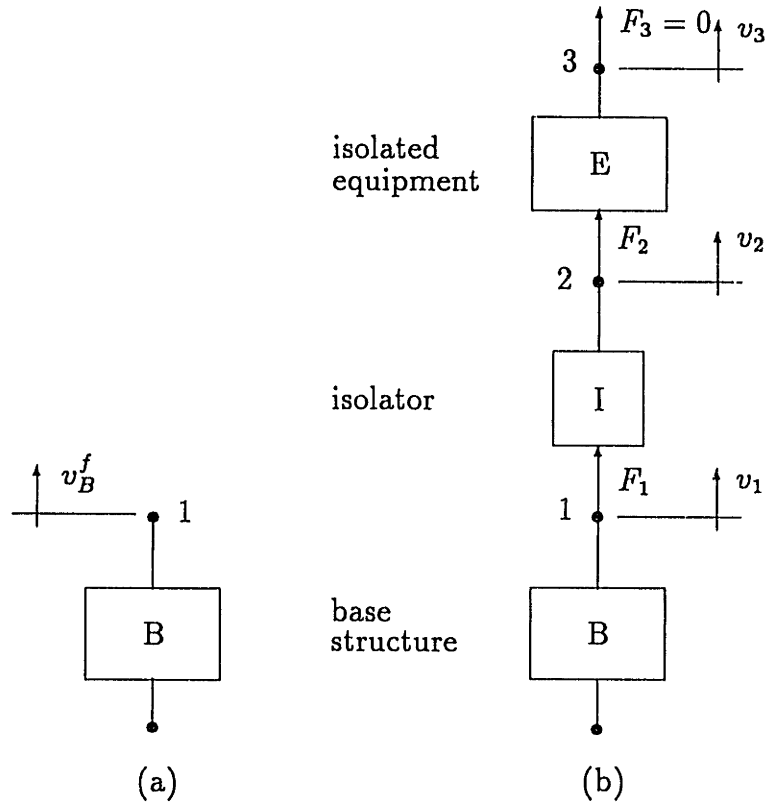 F₃ = 0
v₃
3
isolated
equipment
E
F₂
v₂
2
isolator
I
v_B^f
1
F₁
v₁
1
base
structure
B
B
(a)
(b)